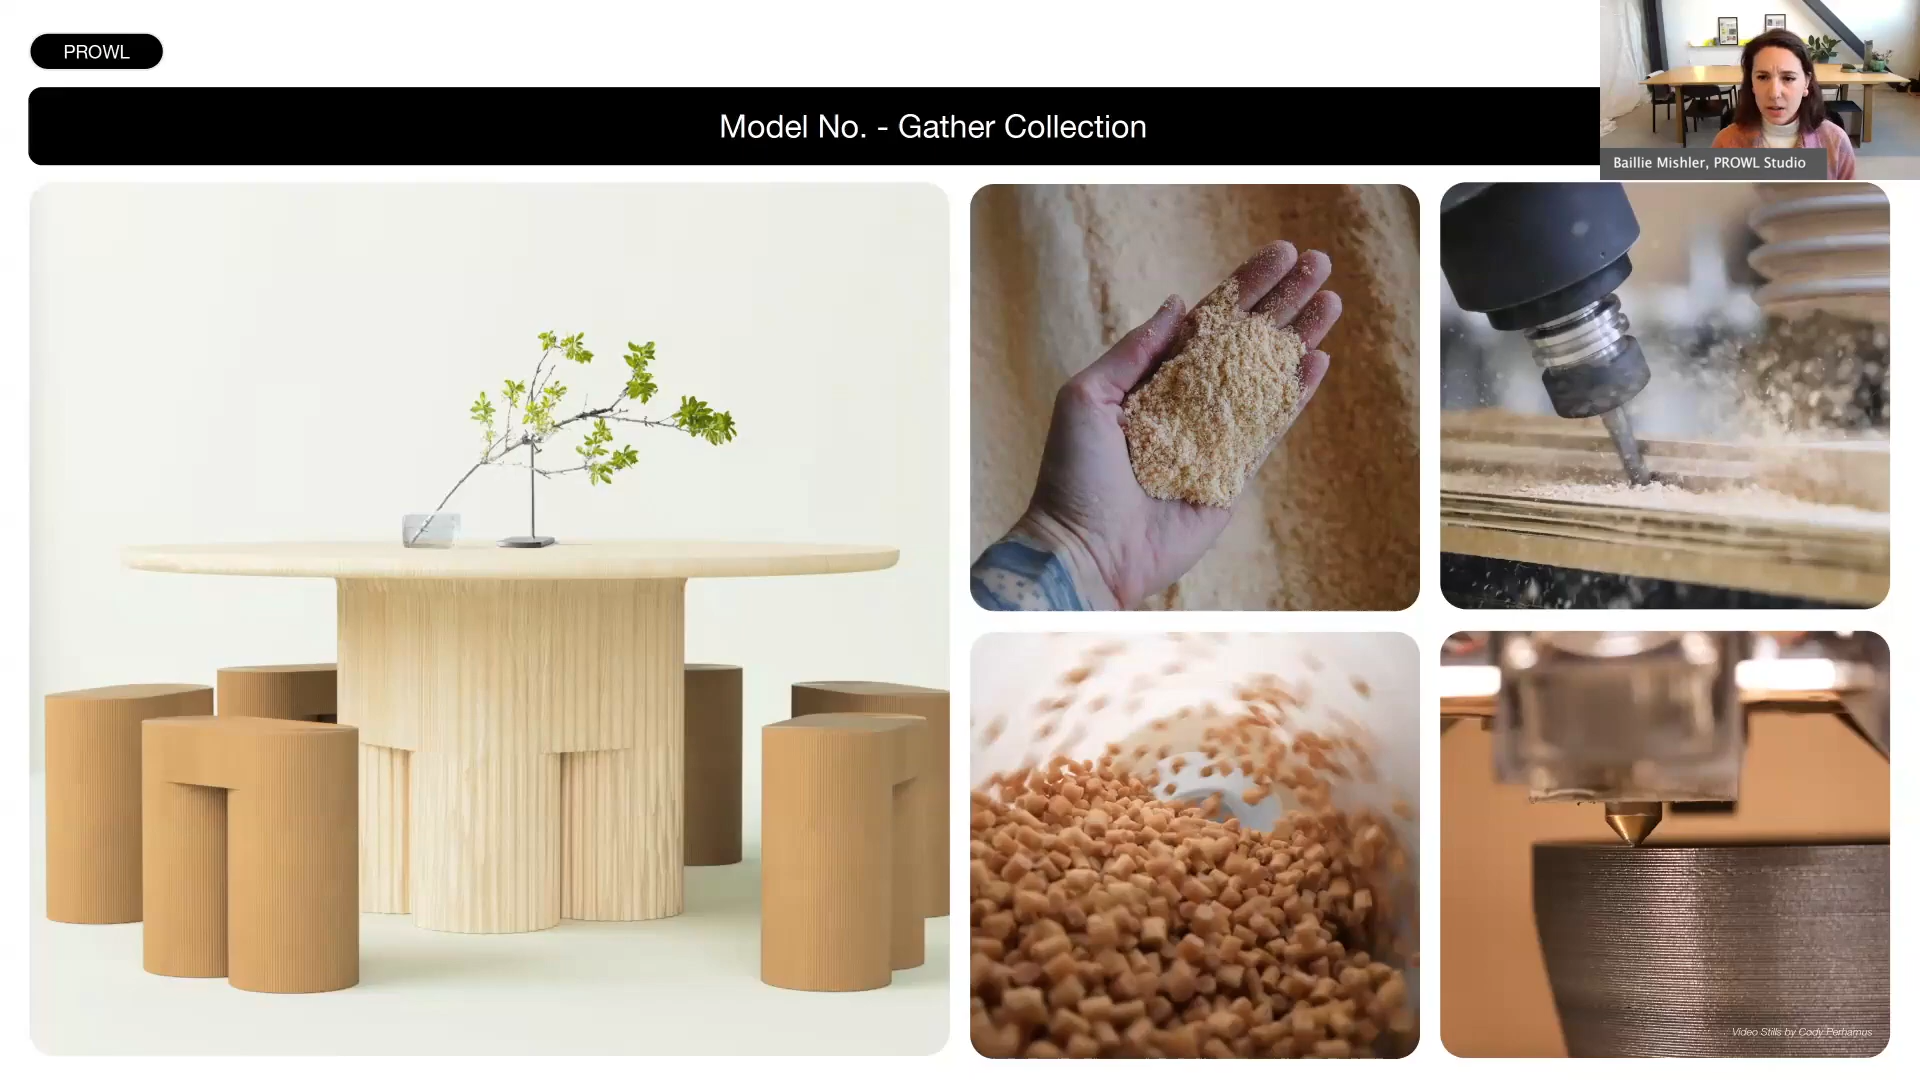 PROWL
Model No. - Gather Collection
Baillie Mishler, PROWL Studio
Video Stills by Cody Perhamus